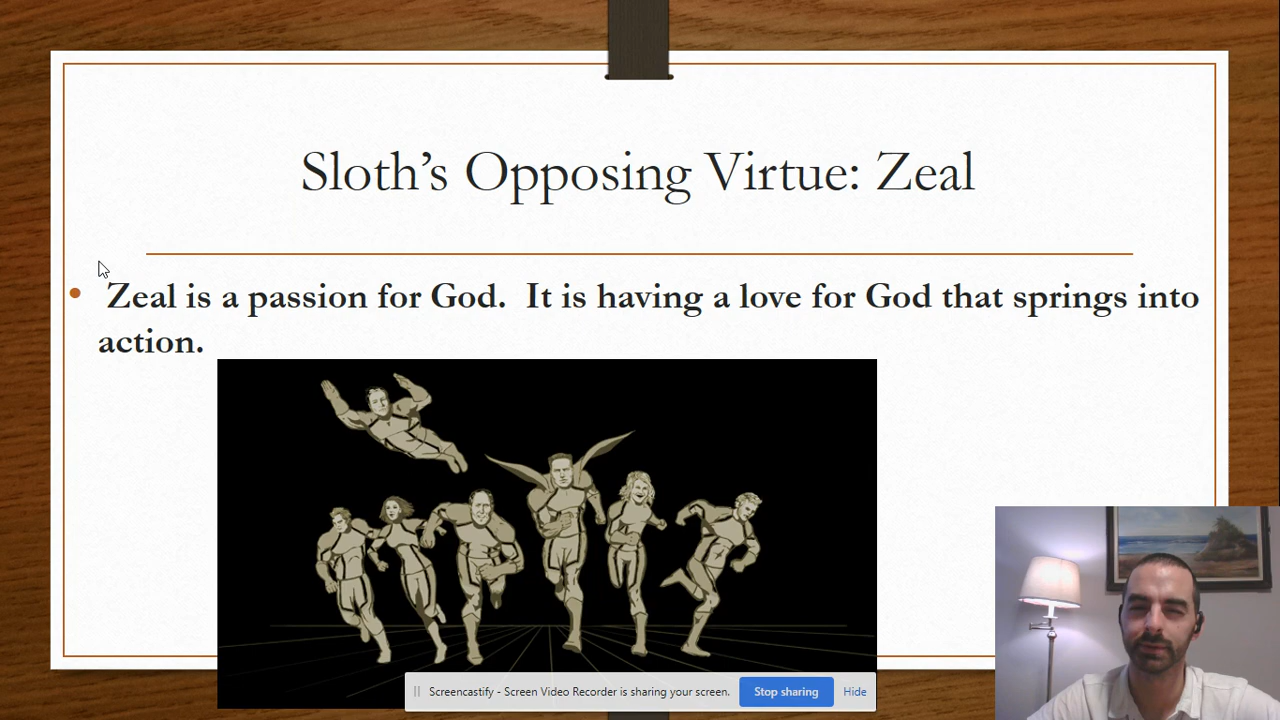 Sloth’s Opposing Virtue: Zeal
• Zeal is a passion for God.  It is having a love for God that springs into
action.
Screencastify - Screen Video Recorder is sharing your screen.  Stop sharing  Hide